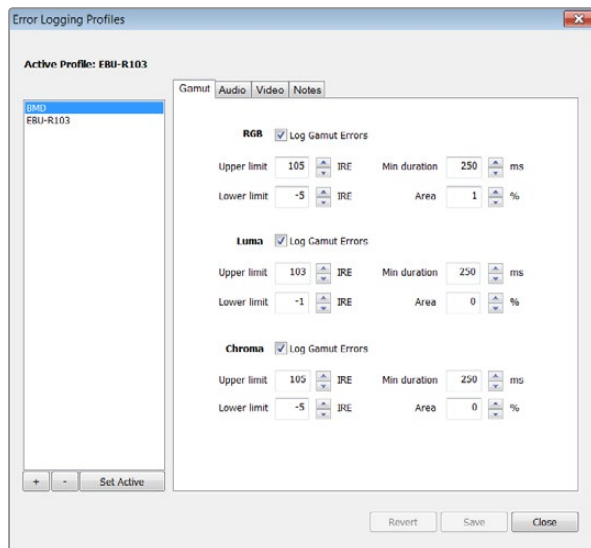 Error Logging Profiles
Active Profile: EBU-R103
BMD
EBU-R103
Gamut Audio Video Notes
RGB Log Gamut Errors
Upper limit 105 IRE Min duration 250 ms
Lower limit -5 IRE Area 1 %
Luma Log Gamut Errors
Upper limit 103 IRE Min duration 250 ms
Lower limit -1 IRE Area 0 %
Chroma Log Gamut Errors
Upper limit 105 IRE Min duration 250 ms
Lower limit -5 IRE Area 0 %
+ - Set Active
Revert Save Close